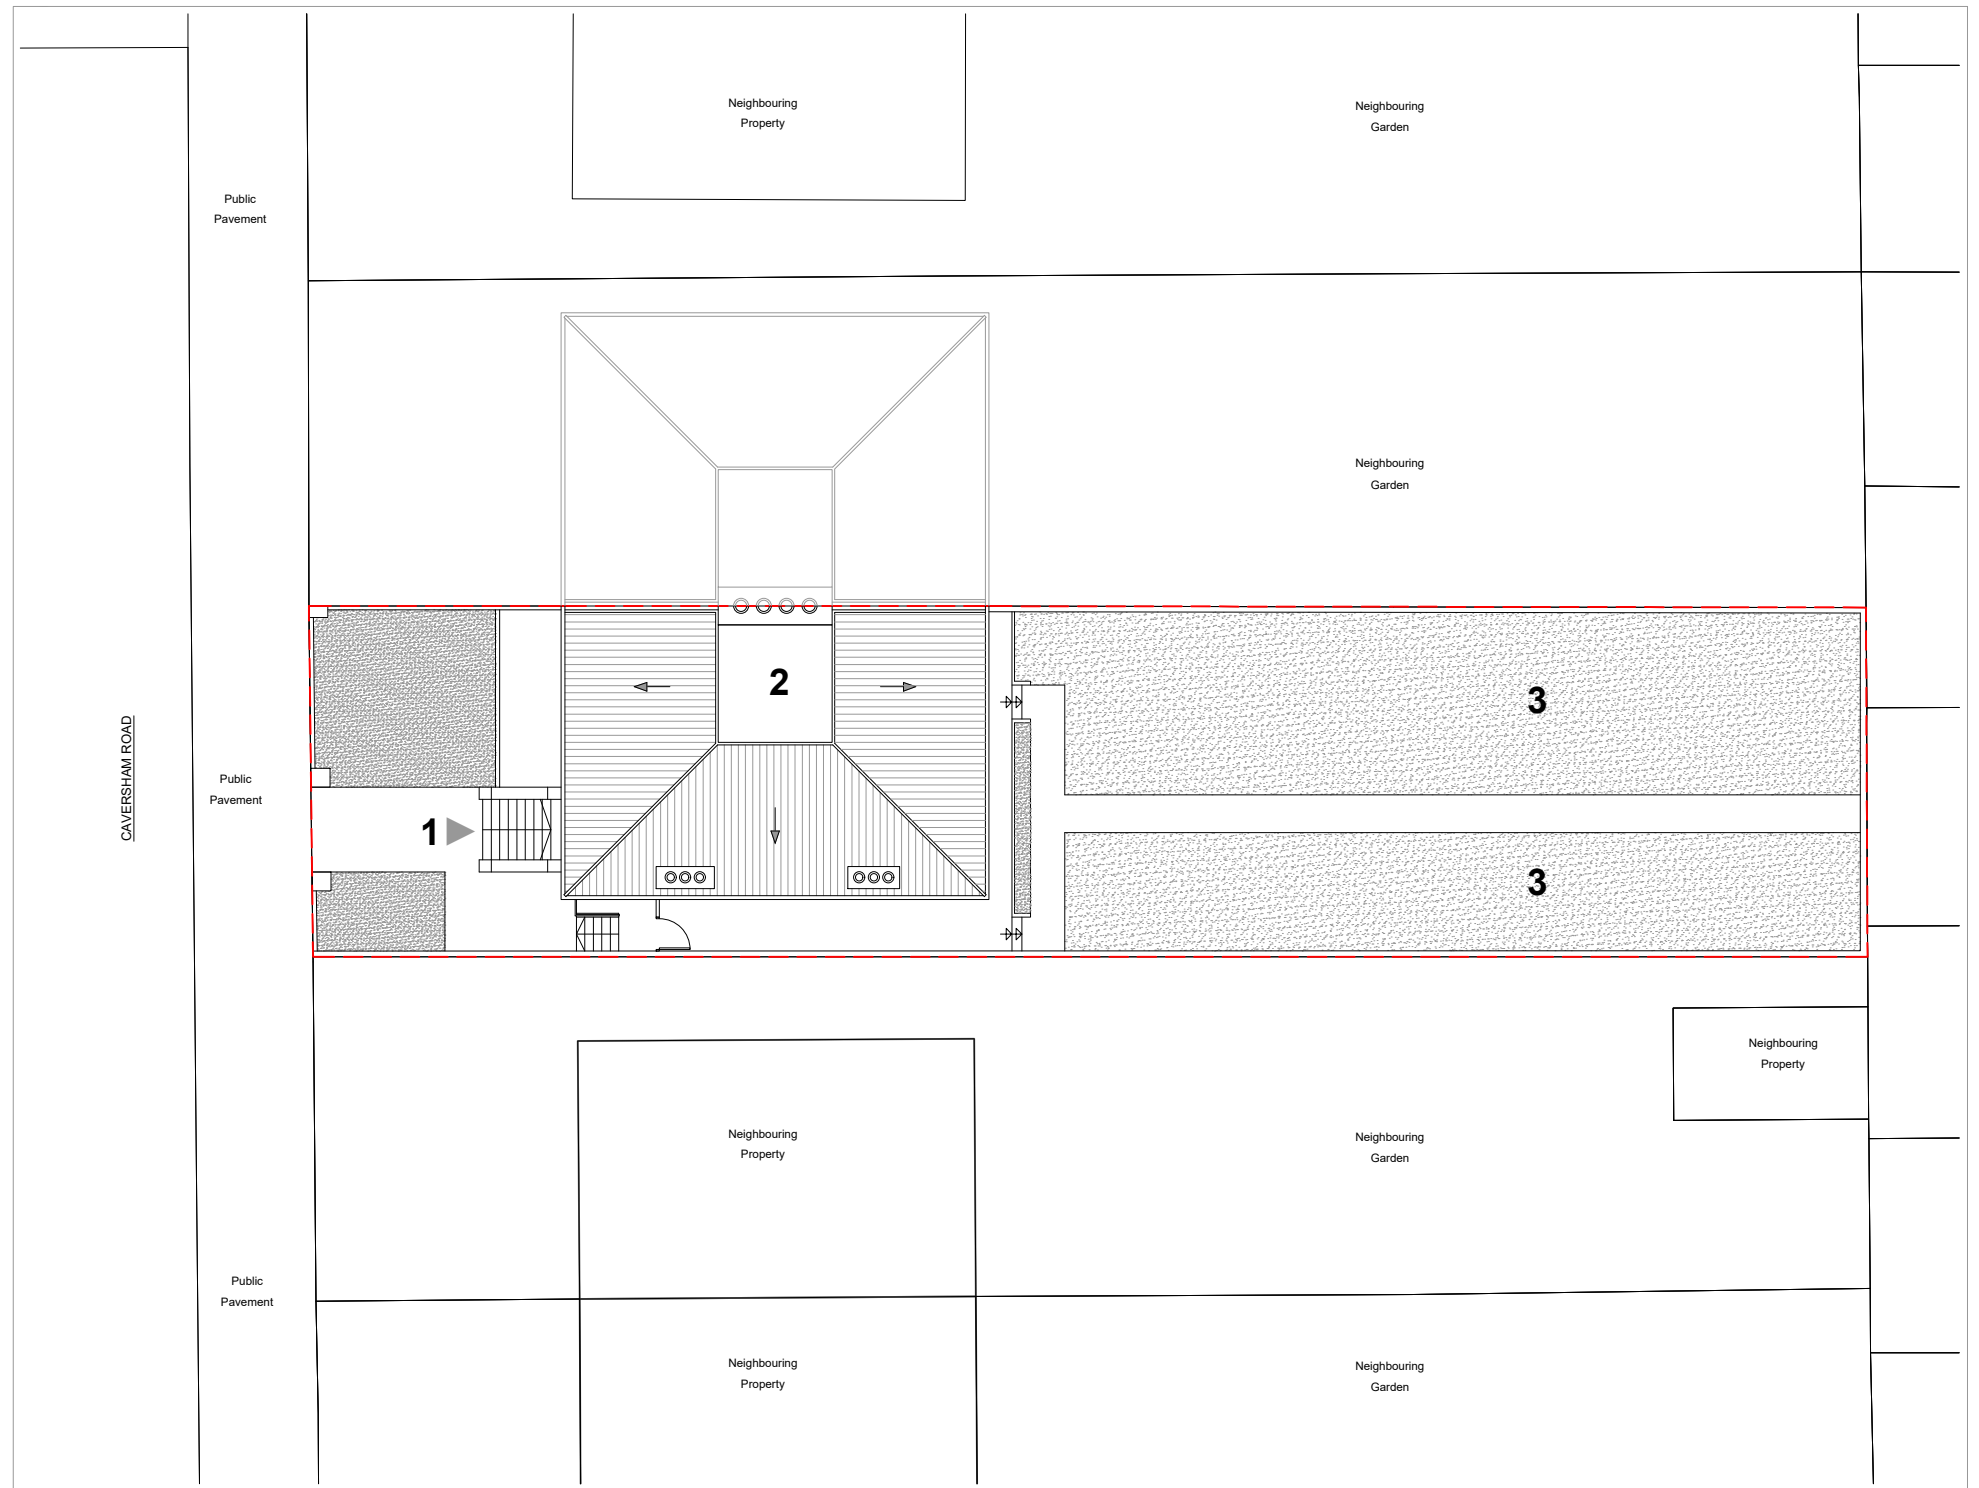 Neighbouring
Property
Neighbouring
Garden
Public
Pavement
Neighbouring
Garden
CAVERSHAM ROAD
Public
Pavement
1
2
3
3
Neighbouring
Property
Neighbouring
Property
Neighbouring
Garden
Public
Pavement
Neighbouring
Property
Neighbouring
Garden